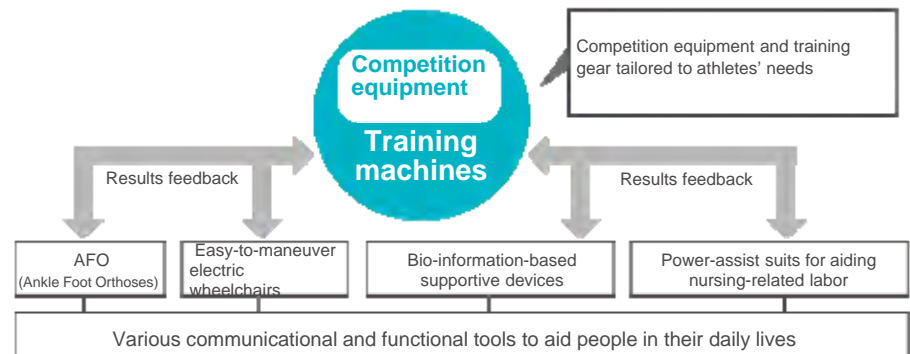 Competition
equipment
Training
machines
Competition equipment and training
gear tailored to athletes’ needs
Results feedback
Results feedback
AFO
(Ankle Foot Orthoses)
Easy-to-maneuver
electric
wheelchairs
Bio-information-based
supportive devices
Power-assist suits for aiding
nursing-related labor
Various communicational and functional tools to aid people in their daily lives